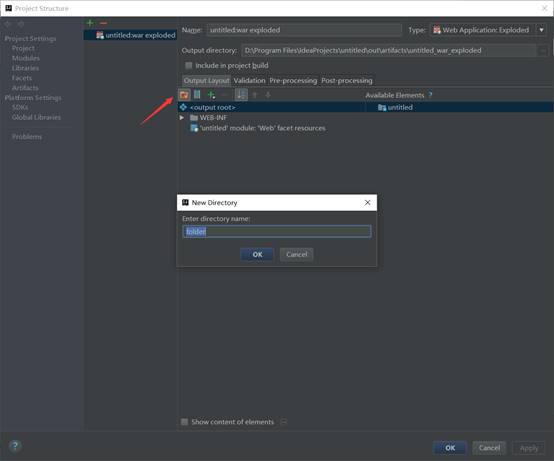 Project Structure
Project Settings
Project
Modules
Libraries
Facets
Artifacts
Platform Settings
SDKs
Global Libraries
Problems
untitled:war exploded
Name: untitled:war exploded Type: Web Application: Exploded
Output directory: D:\Program Files\IdeaProjects\untitled\out\artifacts\untitled_war_exploded
Include in project build
Output Layout Validation Pre-processing Post-processing
Available Elements ?
<output root> untitled
WEB-INF
'untitled' module: 'Web' facet resources
New Directory
Enter directory name:
folder
OK Cancel
Show content of elements
? OK Cancel Apply